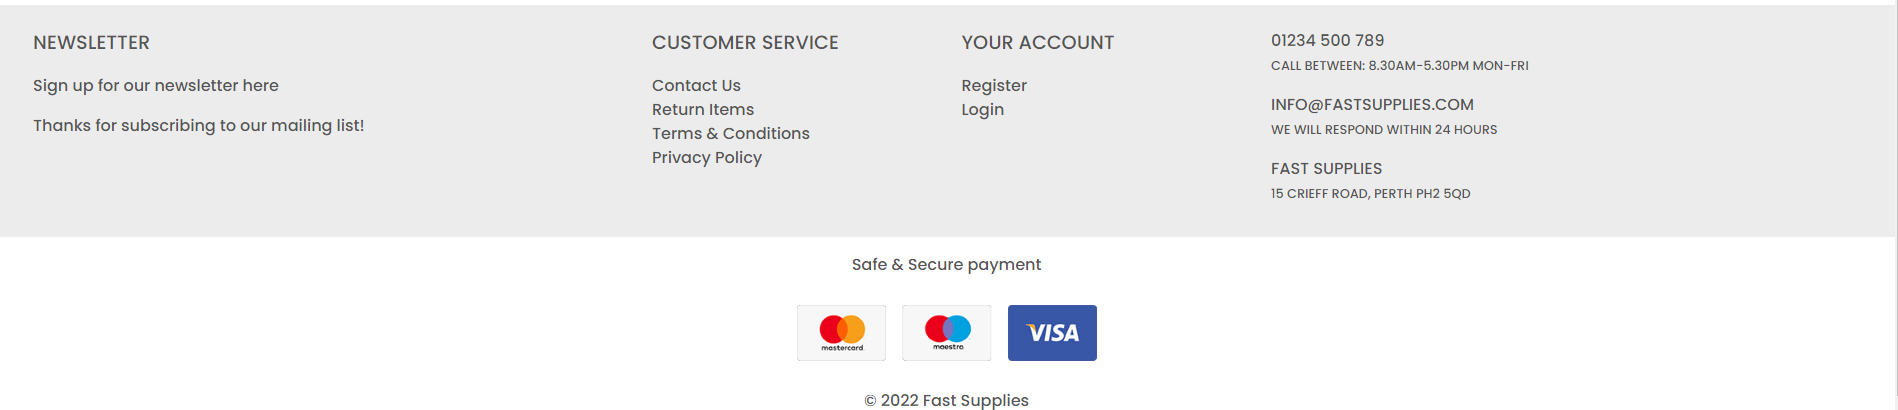 NEWSLETTER
Sign up for our newsletter here
Thanks for subscribing to our mailing list!
CUSTOMER SERVICE
Contact Us
Return Items
Terms & Conditions
Privacy Policy
YOUR ACCOUNT
Register
Login
01234 500 789
CALL BETWEEN: 8.30AM-5.30PM MON-FRI
INFO@FASTSUPPLIES.COM
WE WILL RESPOND WITHIN 24 HOURS
FAST SUPPLIES
15 CRIEFF ROAD, PERTH PH2 5QD
Safe & Secure payment
mastercard.
maestro
VISA
© 2022 Fast Supplies